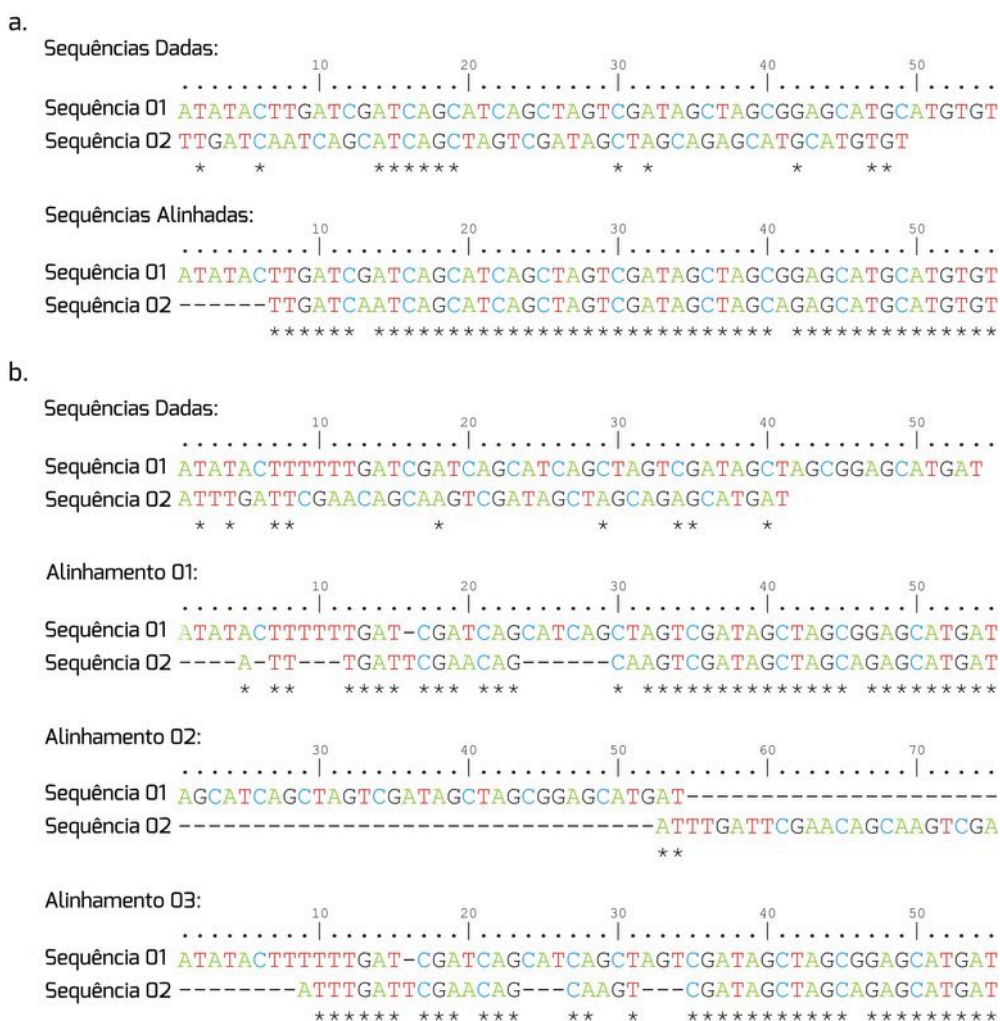 a.
Sequências Dadas:
10 20 30 40 50
Sequência 01 ATATACTTGATCGATCAGCATCAGCTAGTCGATAGCTAGCGGAGCATGCATGTGT
Sequência 02 TTGATCAATCAGCATCAGCTAGTCGATAGCTAGCAGAGCATGCATGTGT
* * ****** * * * **
Sequências Alinhadas:
10 20 30 40 50
Sequência 01 ATATACTTGATCGATCAGCATCAGCTAGTCGATAGCTAGCGGAGCATGCATGTGT
Sequência 02 ------TTGATCAATCAGCATCAGCTAGTCGATAGCTAGCAGAGCATGCATGTGT
****** *************************** **************
b.
Sequências Dadas:
10 20 30 40 50
Sequência 01 ATATACTTTTTTGATCGATCAGCATCAGCTAGTCGATAGCTAGCGGAGCATGAT
Sequência 02 ATTTGATTCGAACAGCAAGTCGATAGCTAGCAGAGCATGAT
* * ** * * ** *
Alinhamento 01:
10 20 30 40 50
Sequência 01 ATATACTTTTTTGAT-CGATCAGCATCAGCTAGTCGATAGCTAGCGGAGCATGAT
Sequência 02 ----A-TT---TGATTCGAACAG------CAAGTCGATAGCTAGCAGAGCATGAT
* ** **** *** *** * ************** *********
Alinhamento 02:
30 40 50 60 70
Sequência 01 AGCATCAGCTAGTCGATAGCTAGCGGAGCATGAT---------------------
Sequência 02 --------------------------------ATTTGATTCGAACAGCAAGTCGA
**
Alinhamento 03:
10 20 30 40 50
Sequência 01 ATATACTTTTTTGAT-CGATCAGCATCAGCTAGTCGATAGCTAGCGGAGCATGAT
Sequência 02 --------ATTTGATTCGAACAG---CAAGT---CGATAGCTAGCAGAGCATGAT
****** *** *** ** * *********** *********